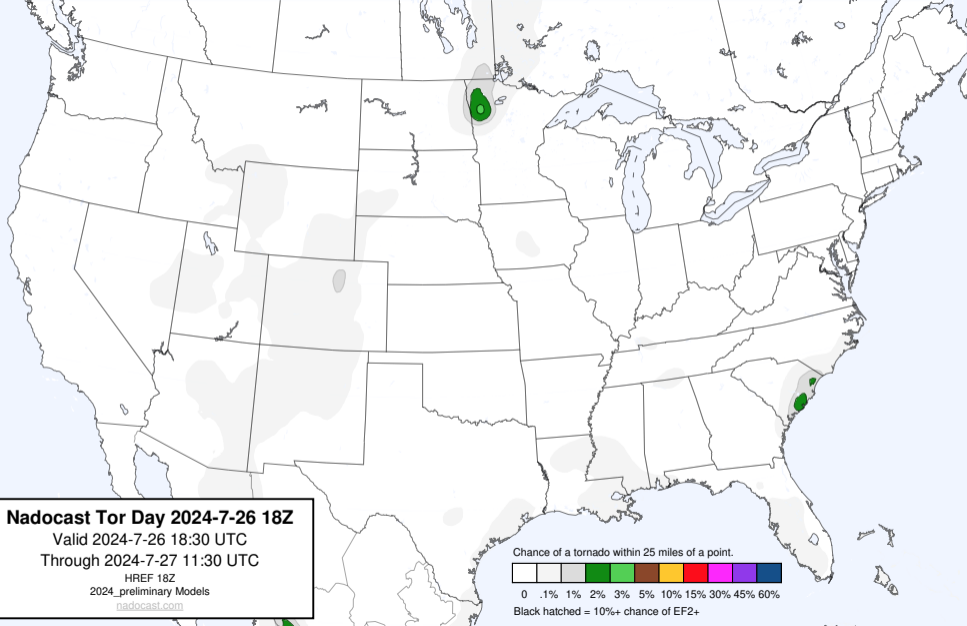 Nadocast Tor Day 2024-7-26 18Z
Valid 2024-7-26 18:30 UTC
Through 2024-7-27 11:30 UTC
HREF 18Z
2024_preliminary Models
nadocast.com
Chance of a tornado within 25 miles of a point.
0 .1% 1% 2% 3% 5% 10% 15% 30% 45% 60%
Black hatched = 10%+ chance of EF2+